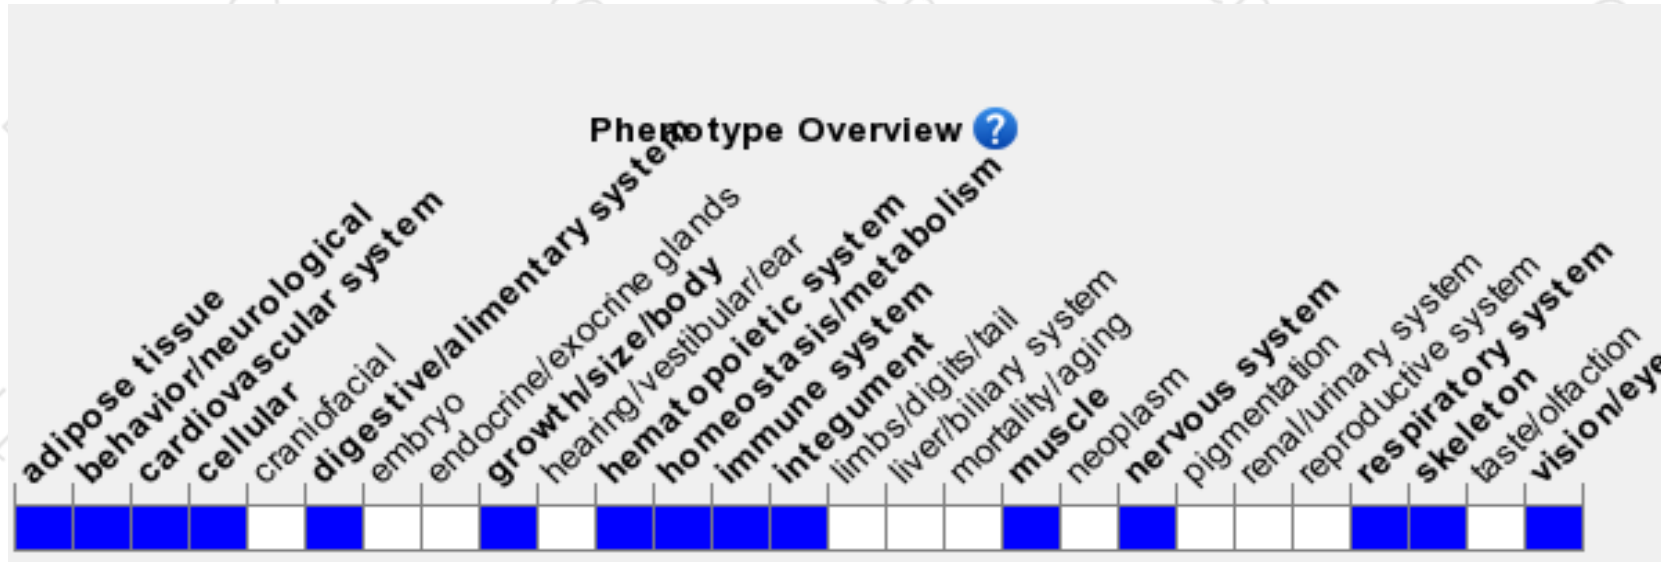 Phenotype Overview ?
adipose tissue
behavior/neurological
cardiovascular system
cellular
craniofacial
digestive/alimentary system
embryo
endocrine/exocrine glands
growth/size/body
hearing/vestibular/ear
hematopoietic system
homeostasis/metabolism
immune system
integument
limbs/digits/tail
liver/biliary system
mortality/aging
muscle
neoplasm
nervous system
pigmentation
renal/urinary system
reproductive system
respiratory system
skeleton
taste/olfaction
vision/eye